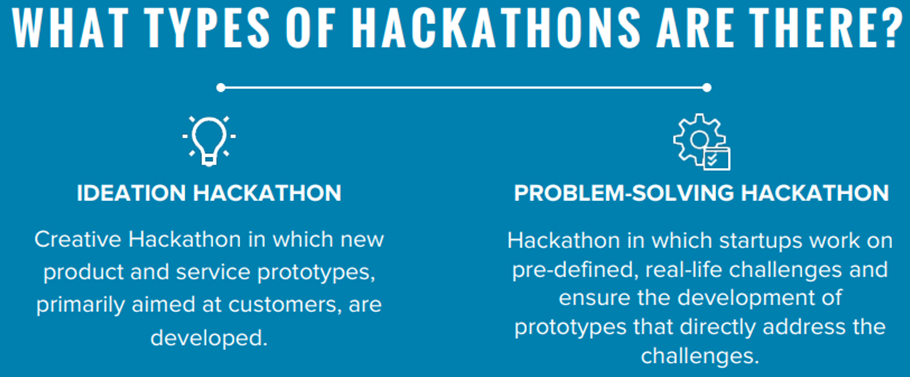 WHAT TYPES OF HACKATHONS ARE THERE?
IDEATION HACKATHON
Creative Hackathon in which new
product and service prototypes,
primarily aimed at customers, are
developed.
PROBLEM-SOLVING HACKATHON
Hackathon in which startups work on
pre-defined, real-life challenges and
ensure the development of
prototypes that directly address the
challenges.